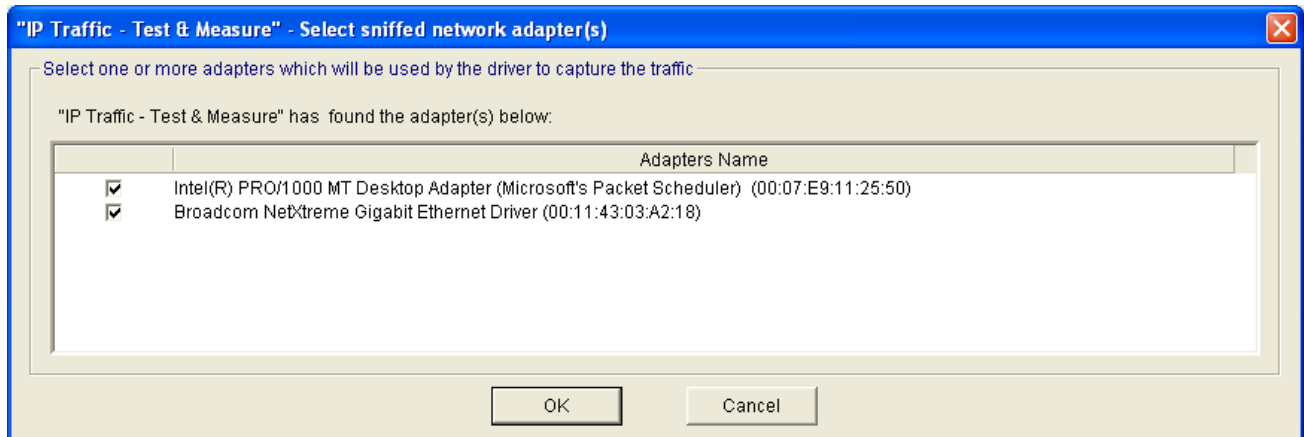 "IP Traffic - Test & Measure" - Select sniffed network adapter(s)
Select one or more adapters which will be used by the driver to capture the traffic
"IP Traffic - Test & Measure" has  found the adapter(s) below:
Adapters Name
Intel(R) PRO/1000 MT Desktop Adapter (Microsoft's Packet Scheduler)  (00:07:E9:11:25:50)
Broadcom NetXtreme Gigabit Ethernet Driver (00:11:43:03:A2:18)
OK Cancel